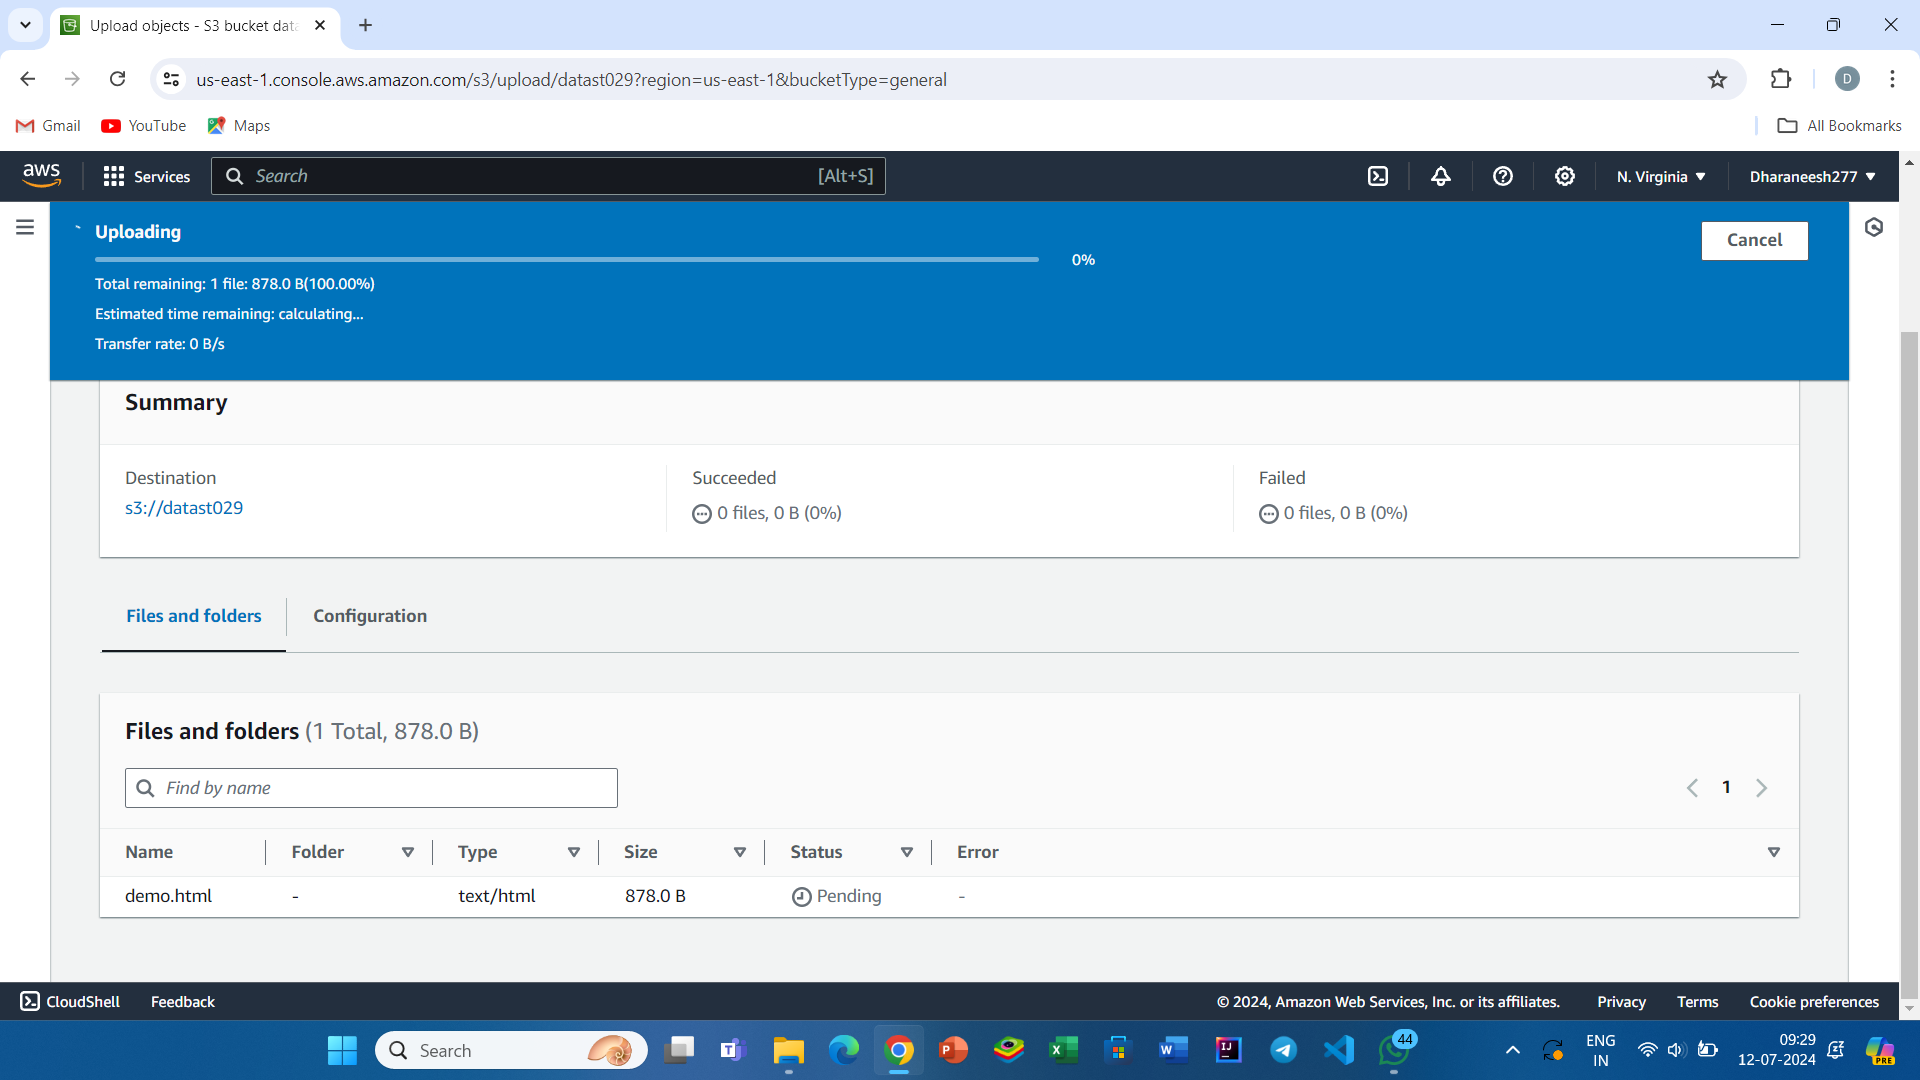 Upload objects - S3 bucket data
us-east-1.console.aws.amazon.com/s3/upload/datast029?region=us-east-1&bucketType=general
D
Gmail
YouTube
Maps
All Bookmarks
aws
Services
Search
[Alt+S]
N. Virginia
Dharaneesh277
Uploading
Cancel
0%
Total remaining: 1 file: 878.0 B(100.00%)
Estimated time remaining: calculating...
Transfer rate: 0 B/s
Summary
Destination
s3://datast029
Succeeded
0 files, 0 B (0%)
Failed
0 files, 0 B (0%)
Files and folders
Configuration
Files and folders (1 Total, 878.0 B)
Find by name
1
Name
Folder
Type
Size
Status
Error
demo.html
-
text/html
878.0 B
Pending
-
CloudShell
Feedback
© 2024, Amazon Web Services, Inc. or its affiliates.
Privacy
Terms
Cookie preferences
Search
44
ENG
IN
09:29
12-07-2024
PRE